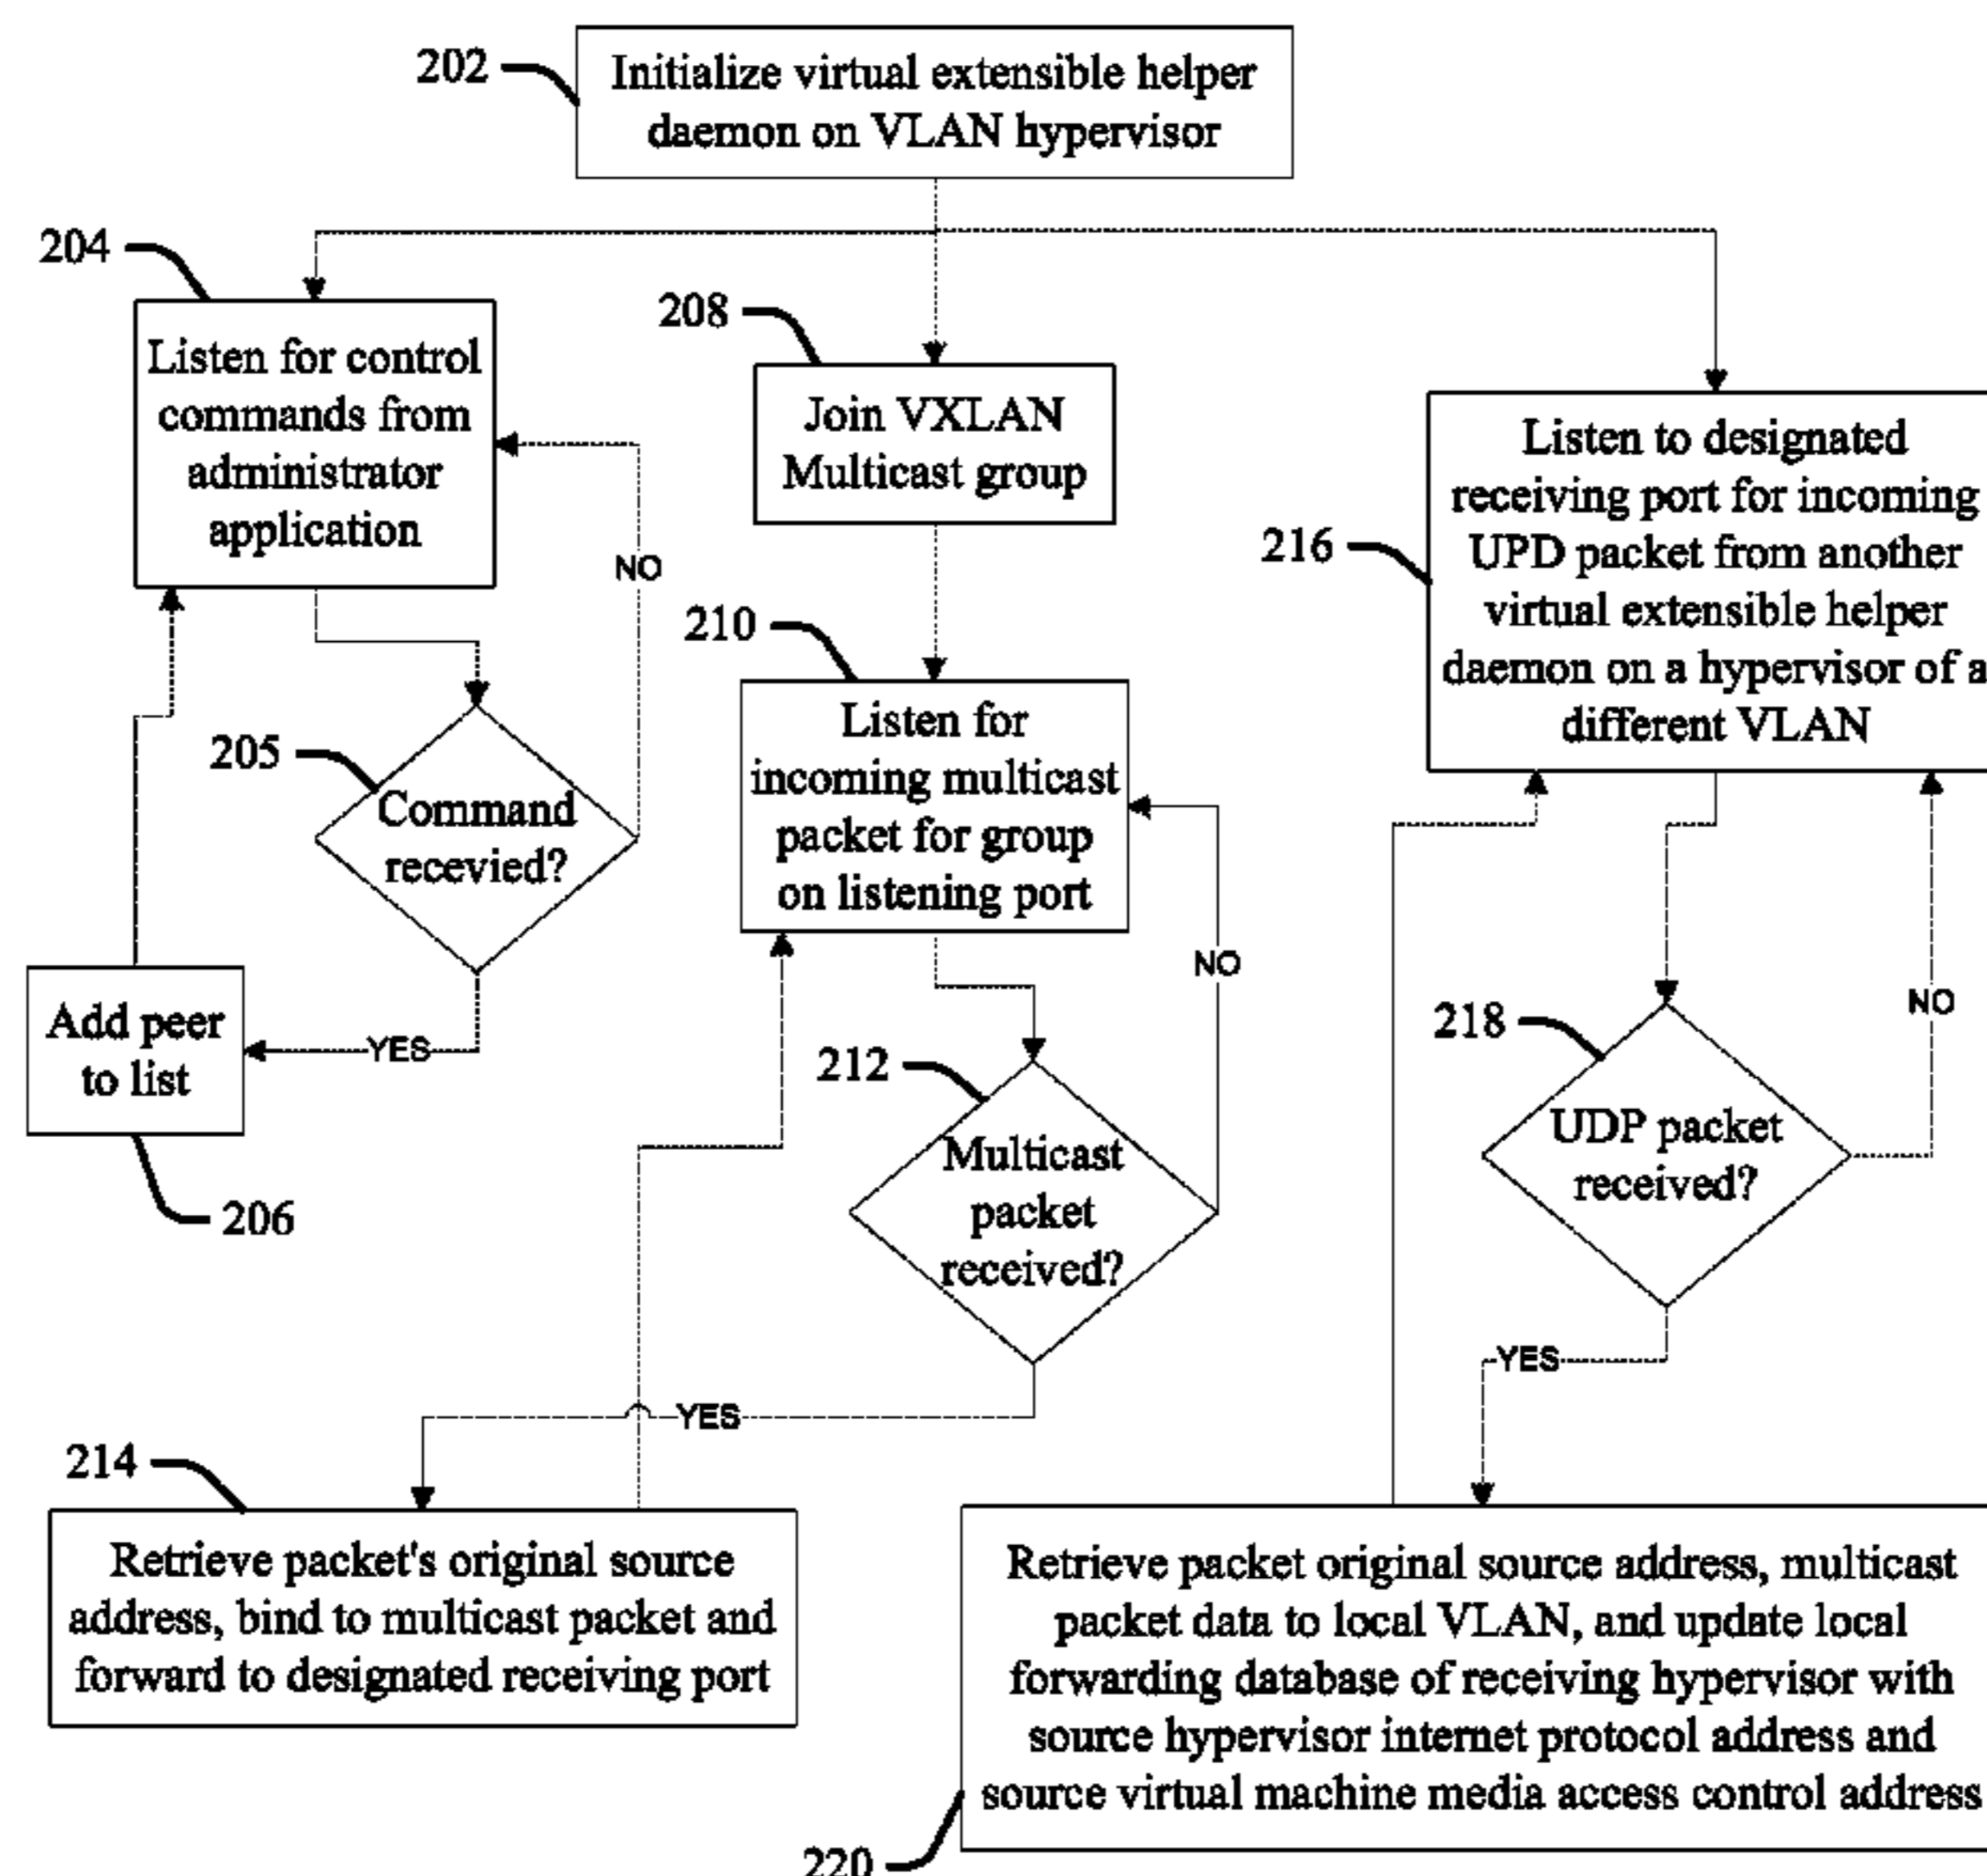 202
Initialize virtual extensible helper
daemon on VLAN hypervisor
204
Listen for control
commands from
administrator
application
NO
205
Command
recevied?
YES
Add peer
to list
206
208
Join VXLAN
Multicast group
210
Listen for
incoming multicast
packet for group
on listening port
NO
212
Multicast
packet
received?
YES
214
Retrieve packet's original source
address, bind to multicast packet and
forward to designated receiving port
216
Listen to designated
receiving port for incoming
UPD packet from another
virtual extensible helper
daemon on a hypervisor of a
different VLAN
NO
218
UDP packet
received?
YES
Retrieve packet original source address, multicast
packet data to local VLAN, and update local
forwarding database of receiving hypervisor with
source hypervisor internet protocol address and
source virtual machine media access control address
220